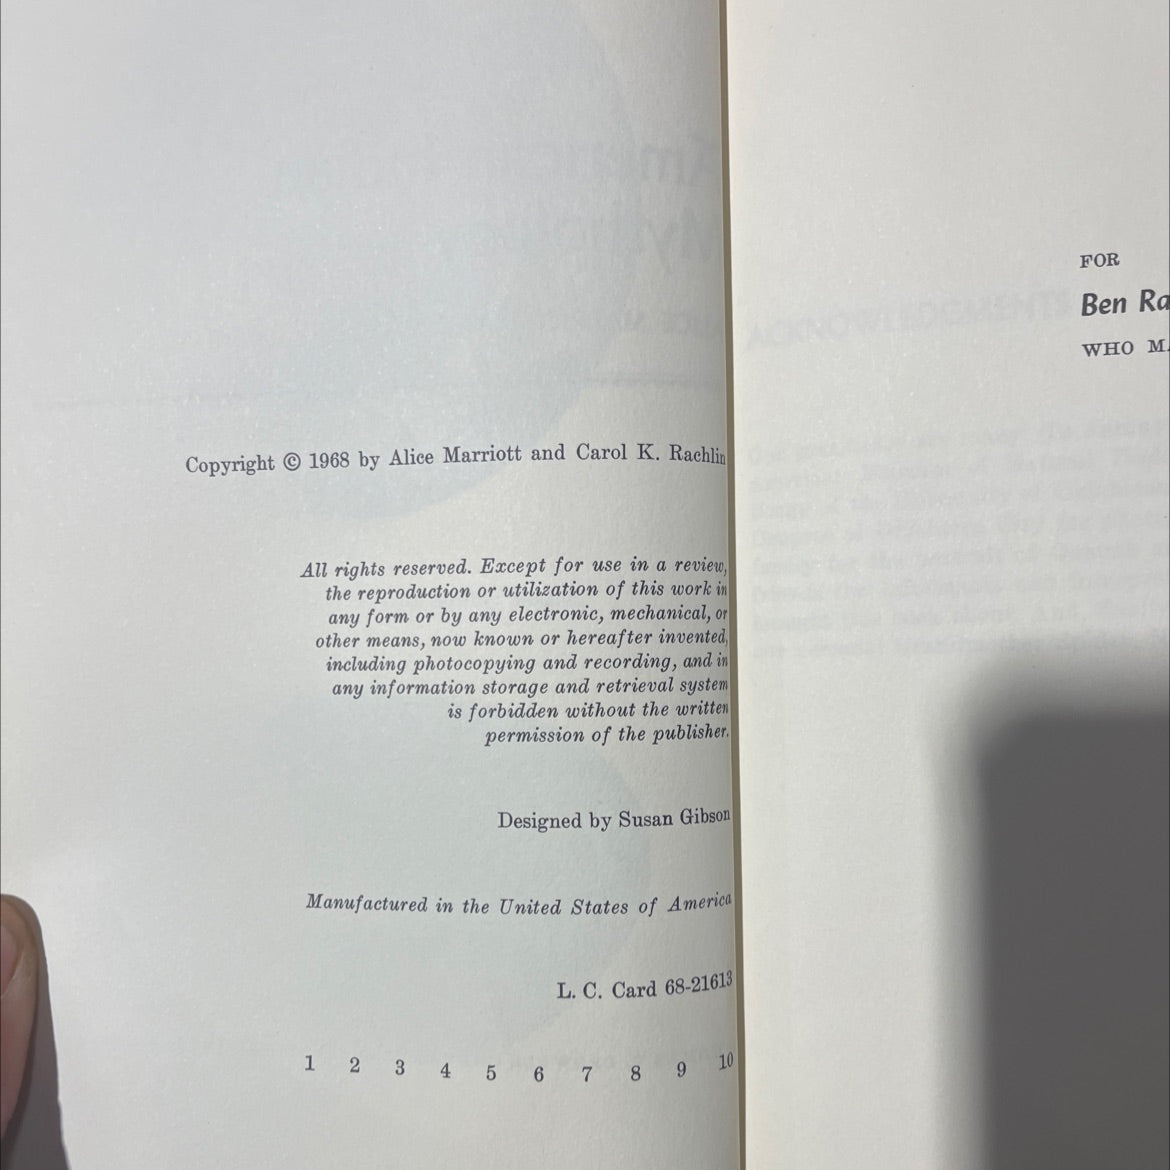 Copyright © 1968 by Alice Marriott and Carol K. Rachlin
All rights reserved. Except for use in a review,
the reproduction or utilization of this work in
any form or by any electronic, mechanical, or
other means, now known or hereafter invented,
including photocopying and recording, and in
any information storage and retrieval system
is forbidden without the written
permission of the publisher.
Designed by Susan Gibson
Manufactured in the United States of America
L. C. Card 68-21613
1 2 3 4 5 6 7 8 9 10
FOR
Ben Ra
WHO M